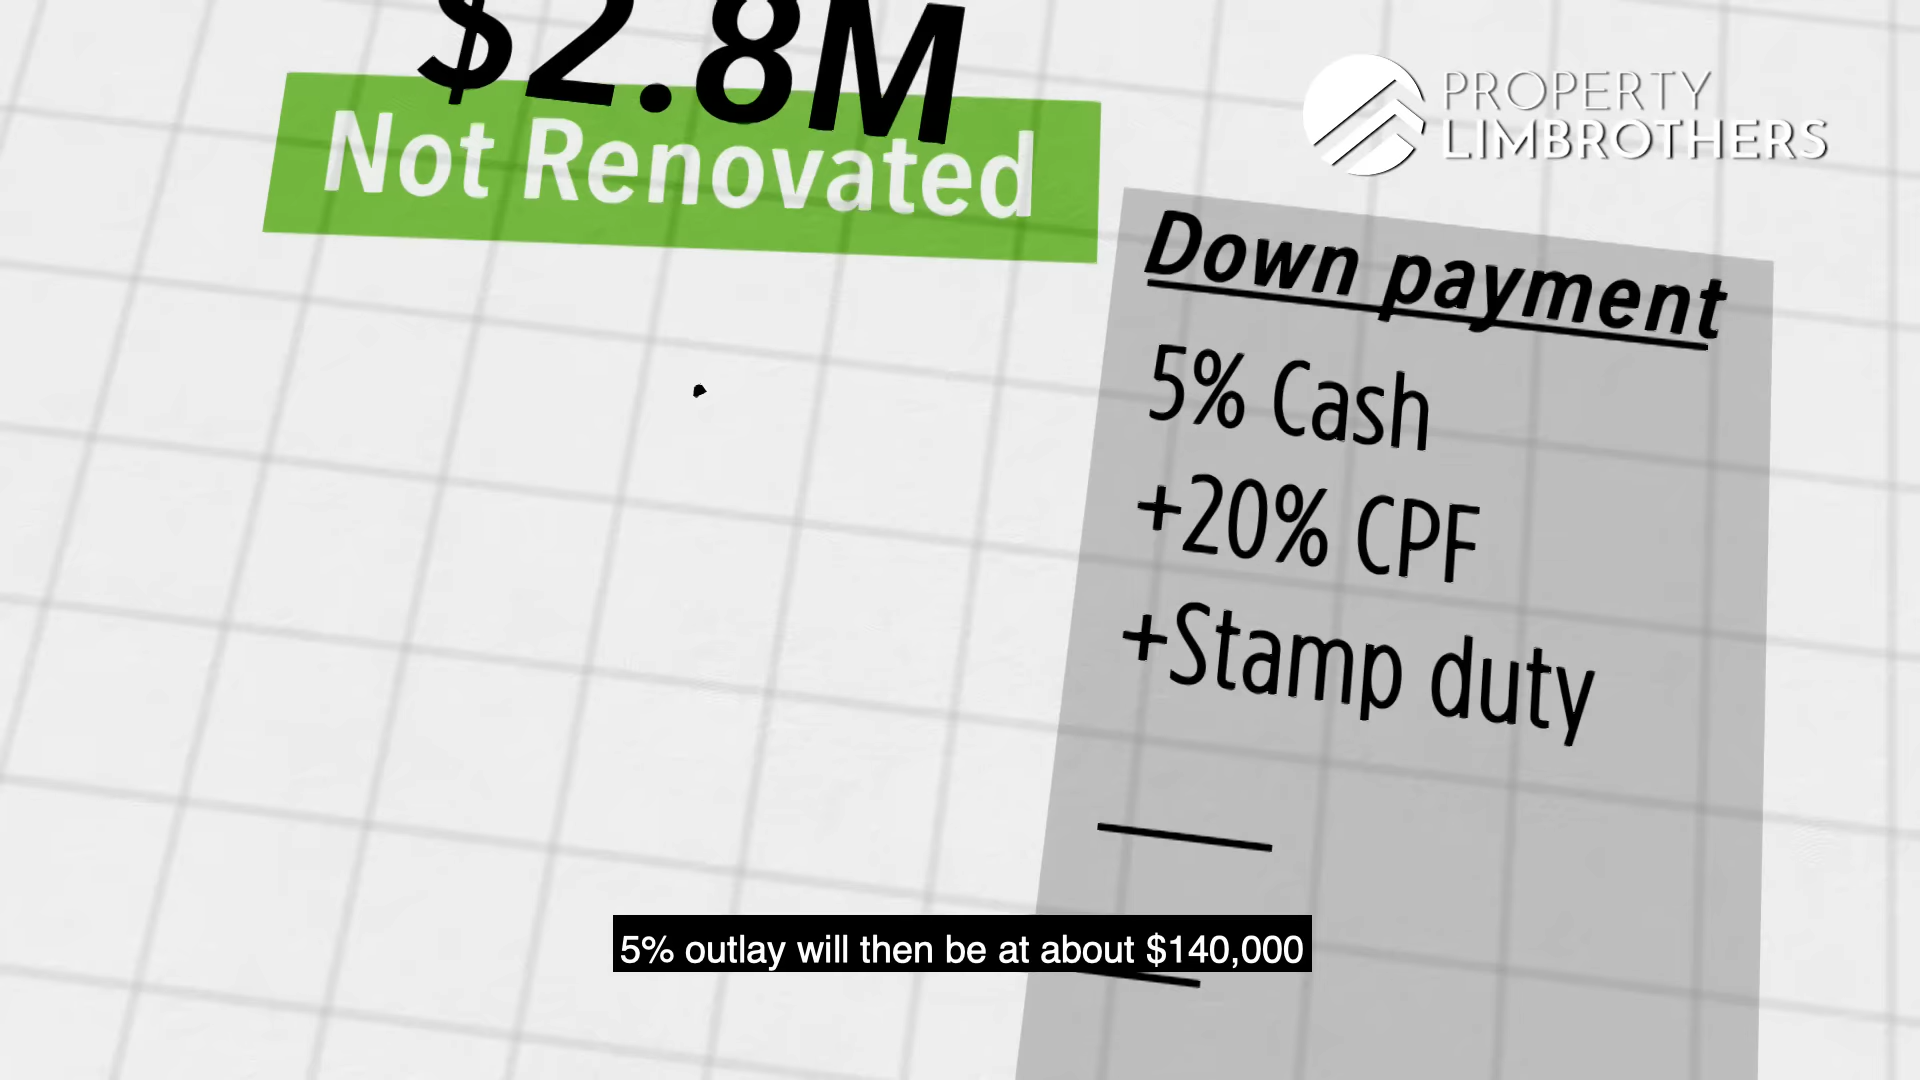 $2.8M
Not Renovated
PROPERTY
LIMBROTHERS
Down payment
5% Cash
+20% CPF
+Stamp duty
5% outlay will then be at about $140,000